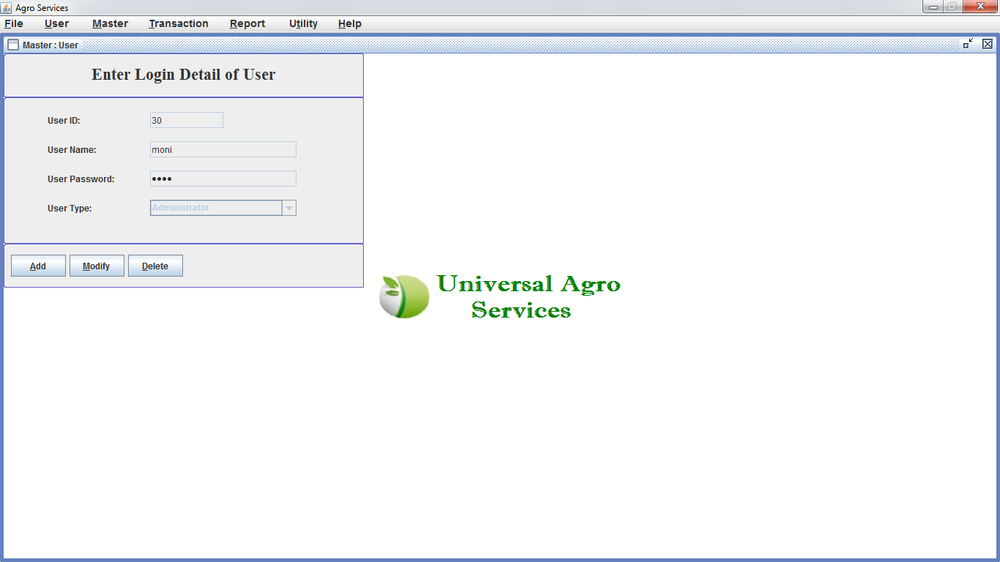 Agro Services
File User Master Transaction Report Utility Help
Master : User
Enter Login Detail of User
User ID: 30
User Name: moni
User Password: ●●●●
User Type: Administrator
Add Modify Delete
Universal Agro
Services